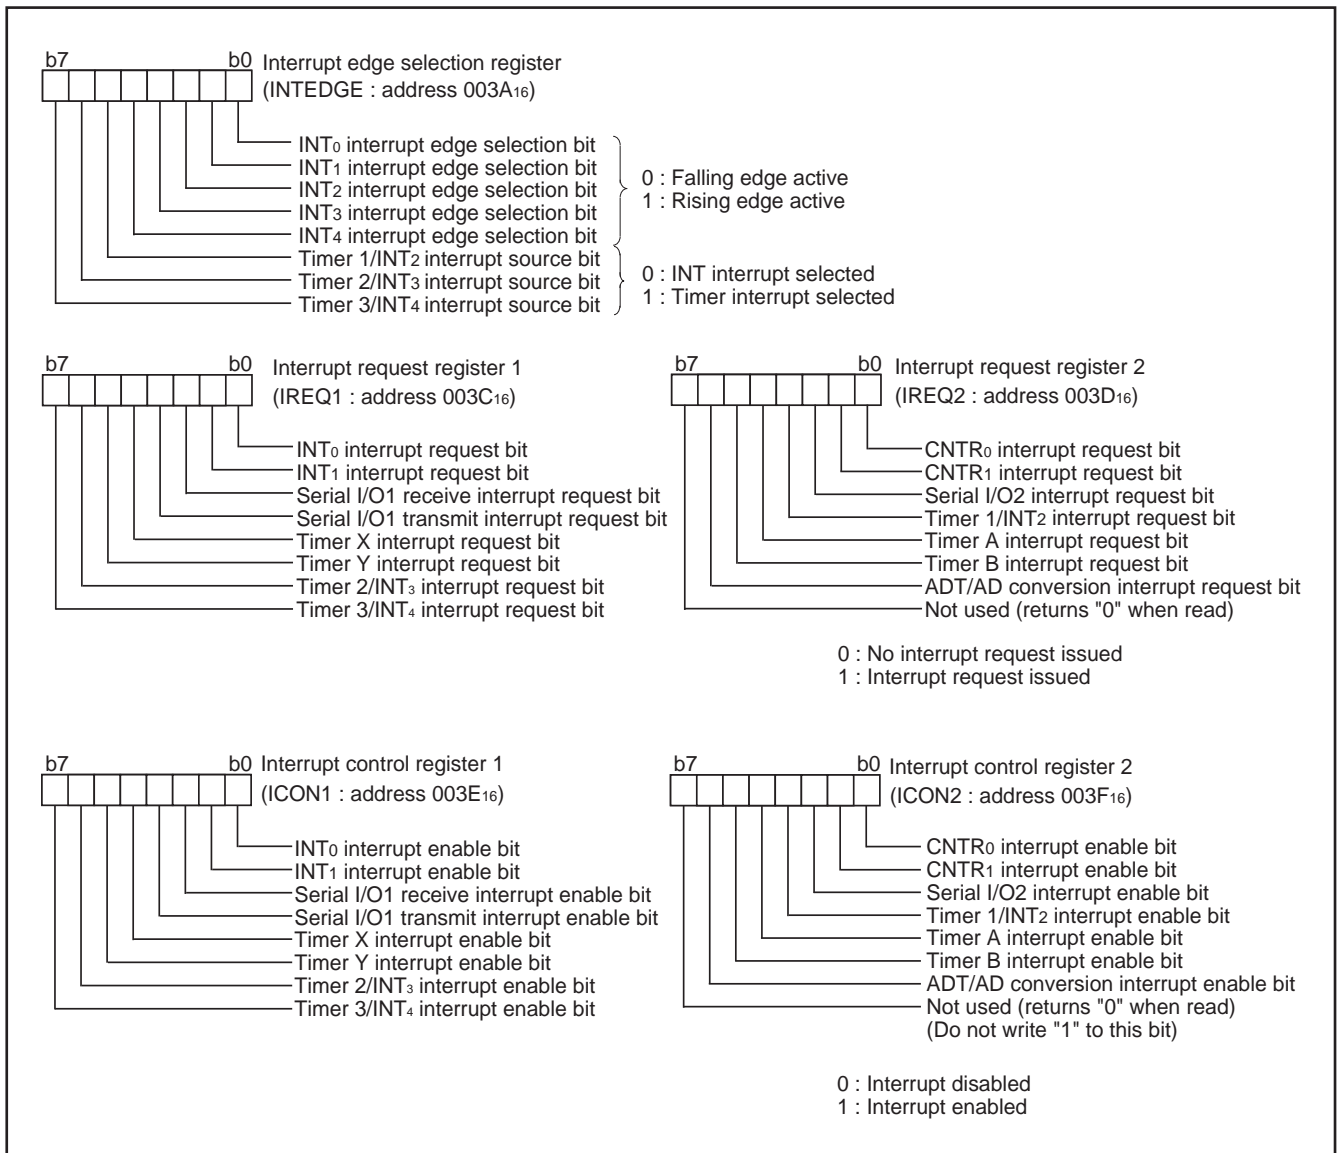 b7 b0 Interrupt edge selection register
(INTEDGE : address 003A16)
INT0 interrupt edge selection bit
INT1 interrupt edge selection bit
INT2 interrupt edge selection bit
INT3 interrupt edge selection bit
INT4 interrupt edge selection bit
Timer 1/INT2 interrupt source bit
Timer 2/INT3 interrupt source bit
Timer 3/INT4 interrupt source bit
0 : Falling edge active
1 : Rising edge active
0 : INT interrupt selected
1 : Timer interrupt selected
b7 b0 Interrupt request register 1
(IREQ1 : address 003C16)
INT0 interrupt request bit
INT1 interrupt request bit
Serial I/O1 receive interrupt request bit
Serial I/O1 transmit interrupt request bit
Timer X interrupt request bit
Timer Y interrupt request bit
Timer 2/INT3 interrupt request bit
Timer 3/INT4 interrupt request bit
b7 b0 Interrupt request register 2
(IREQ2 : address 003D16)
CNTR0 interrupt request bit
CNTR1 interrupt request bit
Serial I/O2 interrupt request bit
Timer 1/INT2 interrupt request bit
Timer A interrupt request bit
Timer B interrupt request bit
ADT/AD conversion interrupt request bit
Not used (returns "0" when read)
0 : No interrupt request issued
1 : Interrupt request issued
b7 b0 Interrupt control register 1
(ICON1 : address 003E16)
INT0 interrupt enable bit
INT1 interrupt enable bit
Serial I/O1 receive interrupt enable bit
Serial I/O1 transmit interrupt enable bit
Timer X interrupt enable bit
Timer Y interrupt enable bit
Timer 2/INT3 interrupt enable bit
Timer 3/INT4 interrupt enable bit
b7 b0 Interrupt control register 2
(ICON2 : address 003F16)
CNTR0 interrupt enable bit
CNTR1 interrupt enable bit
Serial I/O2 interrupt enable bit
Timer 1/INT2 interrupt enable bit
Timer A interrupt enable bit
Timer B interrupt enable bit
ADT/AD conversion interrupt enable bit
Not used (returns "0" when read)
(Do not write "1" to this bit)
0 : Interrupt disabled
1 : Interrupt enabled